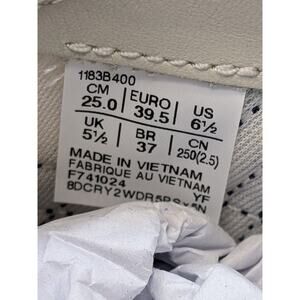 1183B400
CM EURO US
25.0 39.5 6½
UK BR CN
5½ 37 250(2.5)
MADE IN VIETNAM
FABRIQUE AU VIETNAM
F741024 YF
8DCRY2WDR5RSx5N